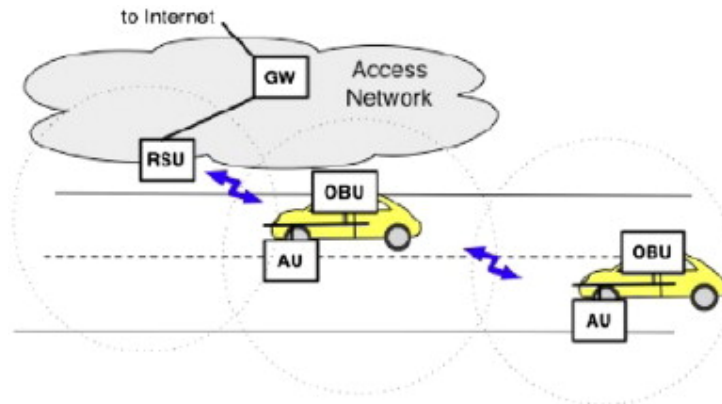 to Internet
GW
Access
Network
RSU
OBU
AU
OBU
AU